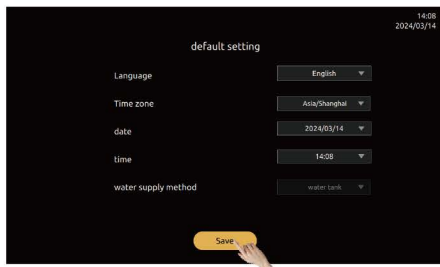 14:08
2024/03/14
default setting
Language English
Time zone Asia/Shanghai
date 2024/03/14
time 14:08
water supply method water tank
Save